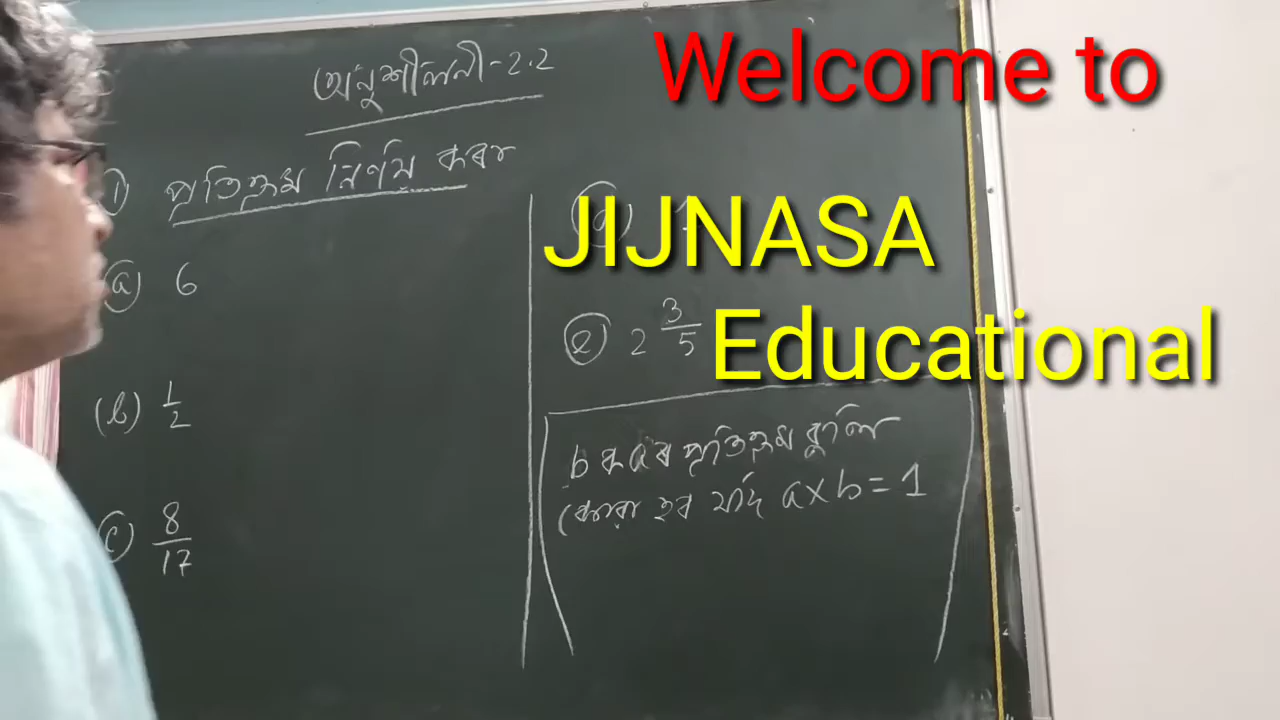 Welcome to
JIJNASA
Educational
অনুশীলনী-2.2
① প্ৰতিক্ৰম নিৰ্ণয় কৰা
ⓐ 6
(b) 1/2
ⓒ 8/17
2 3/5
b ক a ৰ প্ৰতিক্ৰম বুলি
কোৱা হব যদি a×b=1